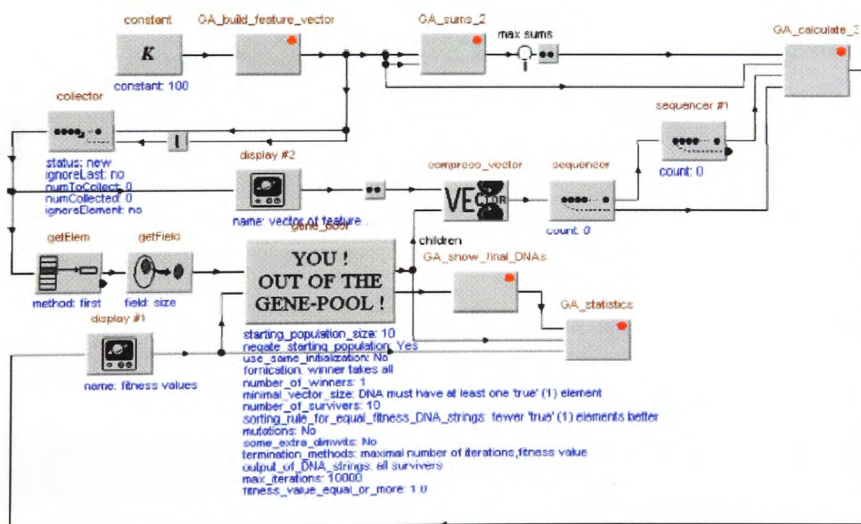 constant
GA_build_feature_vector
GA_sums_2
max sums
GA_calculate_3
K
constant: 100
collector
sequencer #1
status: new
ignoreLast: no
numToCollect: 0
numCollected: 0
ignoreElement: no
display #2
compress_vector
sequencer
count: 0
VECTOR
name: vector of feature...
count: 0
getElem
getField
gene_pool
children
GA_show_final_DNAs
YOU !
OUT OF THE
GENE-POOL !
GA_statistics
method: first
field: size
display #1
name: fitness values
starting_population_size: 10
negate_starting_population: Yes
use_same_initialization: No
fornication: winner takes all
number_of_winners: 1
minimal_vector_size: DNA must have at least one 'true' (1) element
number_of_survivers: 10
sorting_rule_for_equal_fitness_DNA_strings: fewer 'true' (1) elements better
mutations: No
some_extra_dimwits: No
termination_methods: maximal number of iterations,fitness value
output_of_DNA_strings: all survivers
max_iterations: 10000
fitness_value_equal_or_more: 1.0